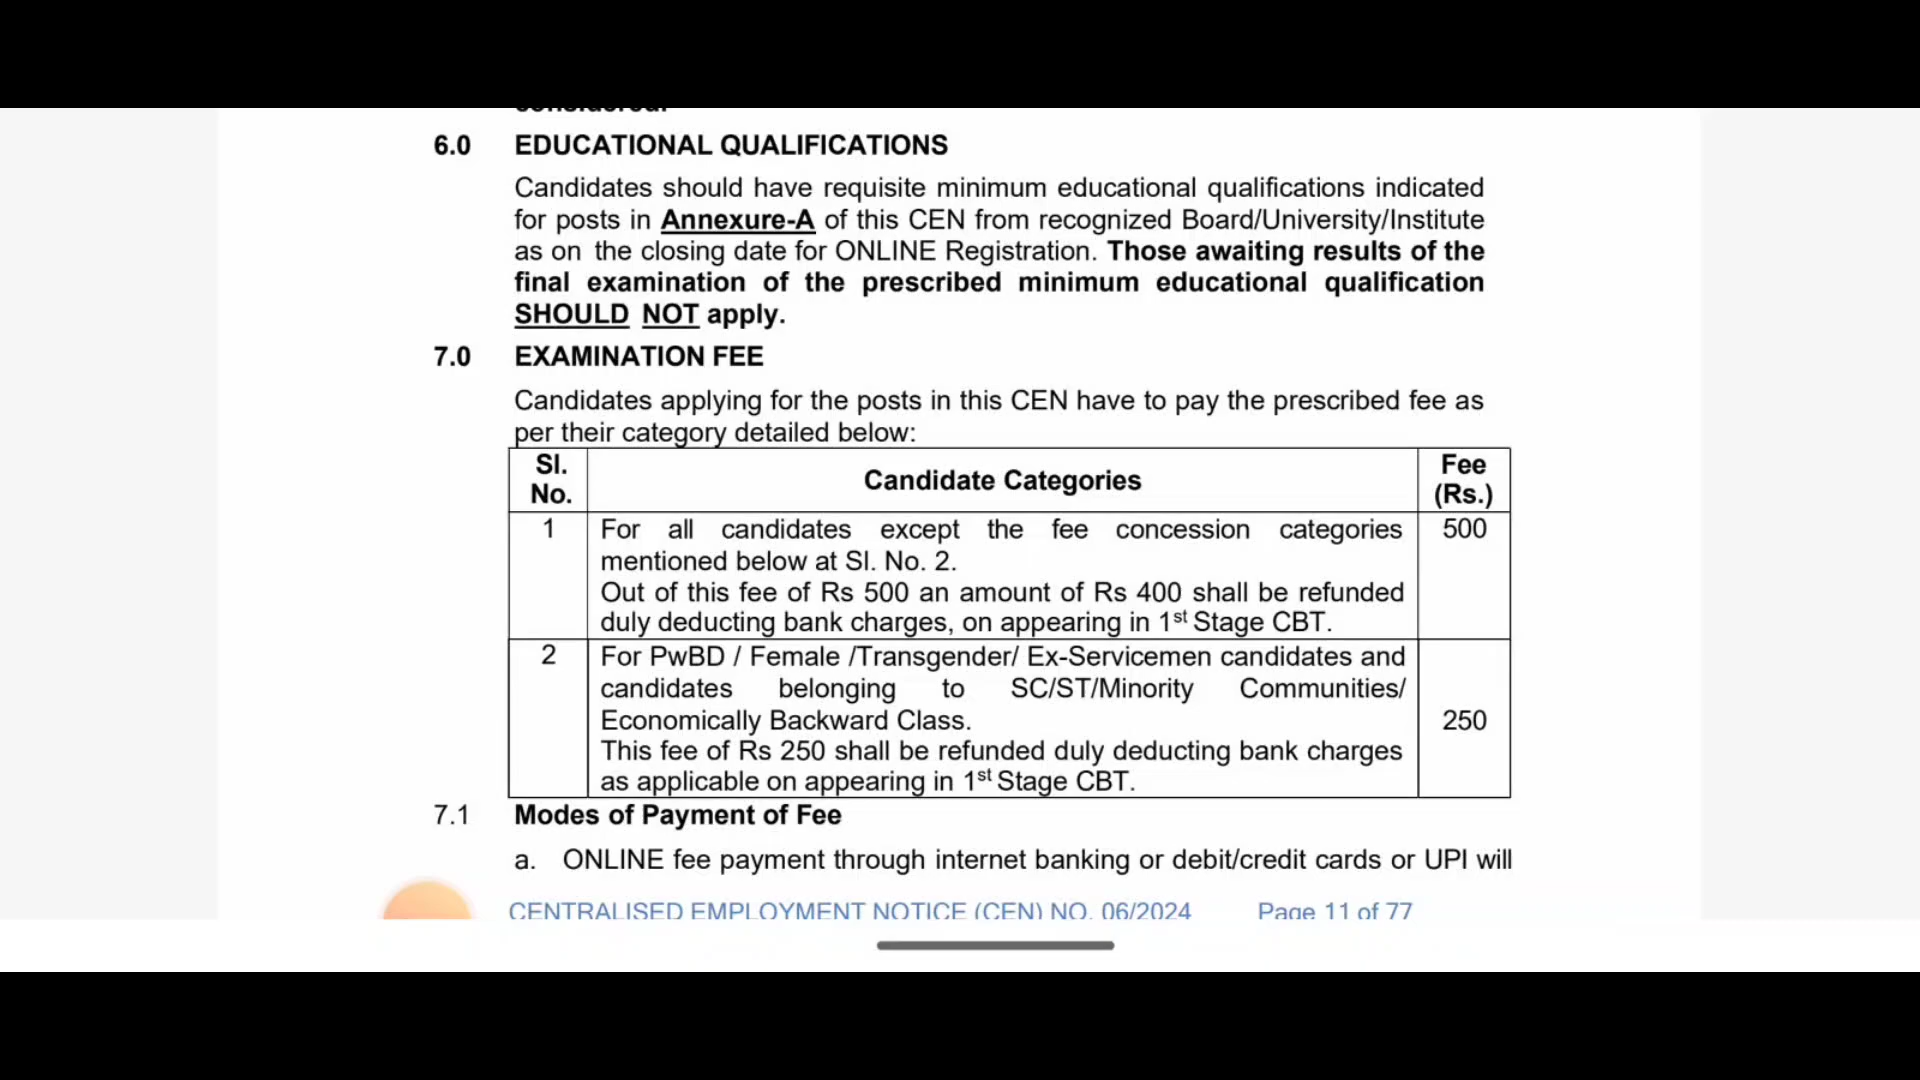 considered.
6.0 EDUCATIONAL QUALIFICATIONS
Candidates should have requisite minimum educational qualifications indicated
for posts in Annexure-A of this CEN from recognized Board/University/Institute
as on the closing date for ONLINE Registration. Those awaiting results of the
final examination of the prescribed minimum educational qualification
SHOULD NOT apply.
7.0 EXAMINATION FEE
Candidates applying for the posts in this CEN have to pay the prescribed fee as
per their category detailed below:
Sl. No. Candidate Categories Fee (Rs.)
1 For all candidates except the fee concession categories 500
mentioned below at Sl. No. 2.
Out of this fee of Rs 500 an amount of Rs 400 shall be refunded
duly deducting bank charges, on appearing in 1st Stage CBT.
2 For PwBD / Female /Transgender/ Ex-Servicemen candidates and
candidates belonging to SC/ST/Minority Communities/
Economically Backward Class. 250
This fee of Rs 250 shall be refunded duly deducting bank charges
as applicable on appearing in 1st Stage CBT.
7.1 Modes of Payment of Fee
a. ONLINE fee payment through internet banking or debit/credit cards or UPI will
CENTRALISED EMPLOYMENT NOTICE (CEN) NO. 06/2024 Page 11 of 77